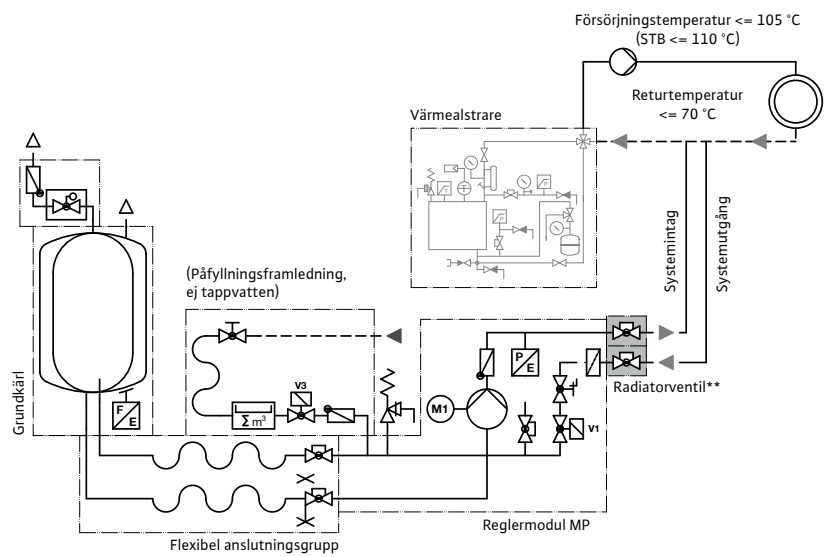 Försörjningstemperatur <= 105 °C
(STB <= 110 °C)
Returtemperatur
<= 70 °C
Värmealstrare
Systemintag
Systemutgång
(Påfyllningsframledning,
ej tappvatten)
Grundkärl
P
E
Radiatorventil**
V3
F
E
Σ m³
M1
V1
Reglermodul MP
Flexibel anslutningsgrupp